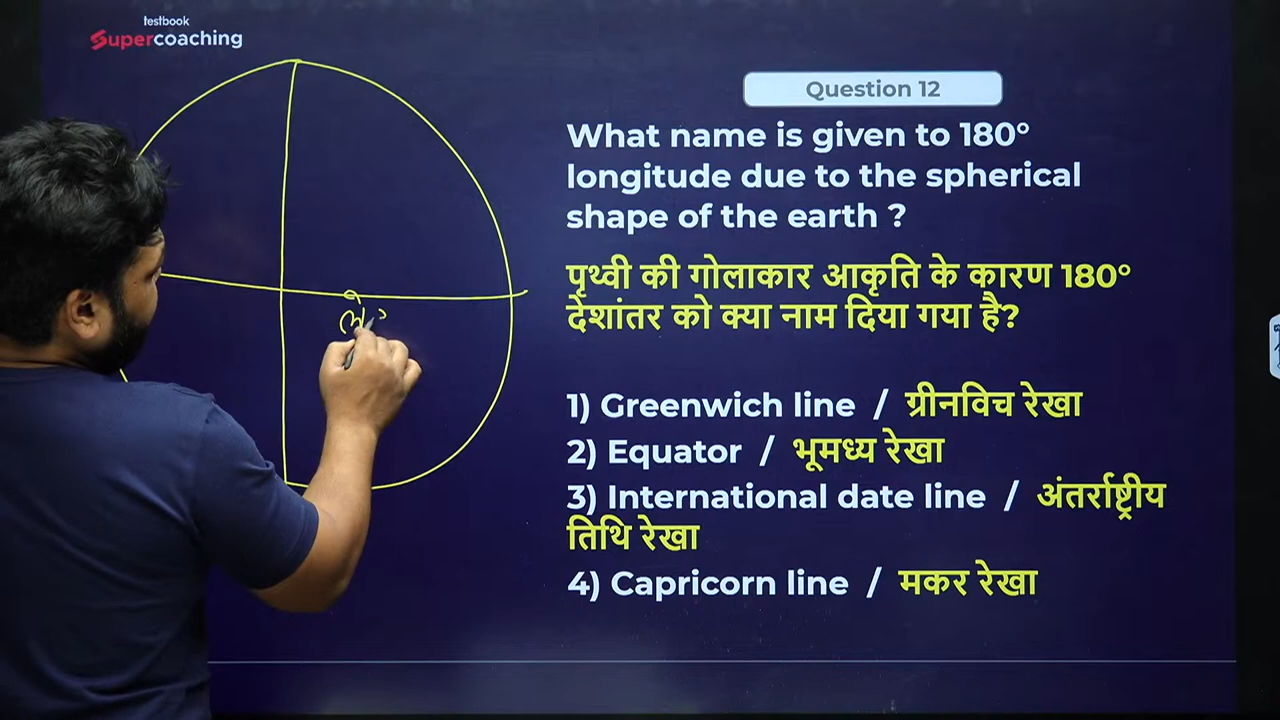 testbook
Supercoaching
Question 12
What name is given to 180°
longitude due to the spherical
shape of the earth ?
पृथ्वी की गोलाकार आकृति के कारण 180°
देशांतर को क्या नाम दिया गया है?
1) Greenwich line / ग्रीनविच रेखा
2) Equator / भूमध्य रेखा
3) International date line / अंतर्राष्ट्रीय
तिथि रेखा
4) Capricorn line / मकर रेखा